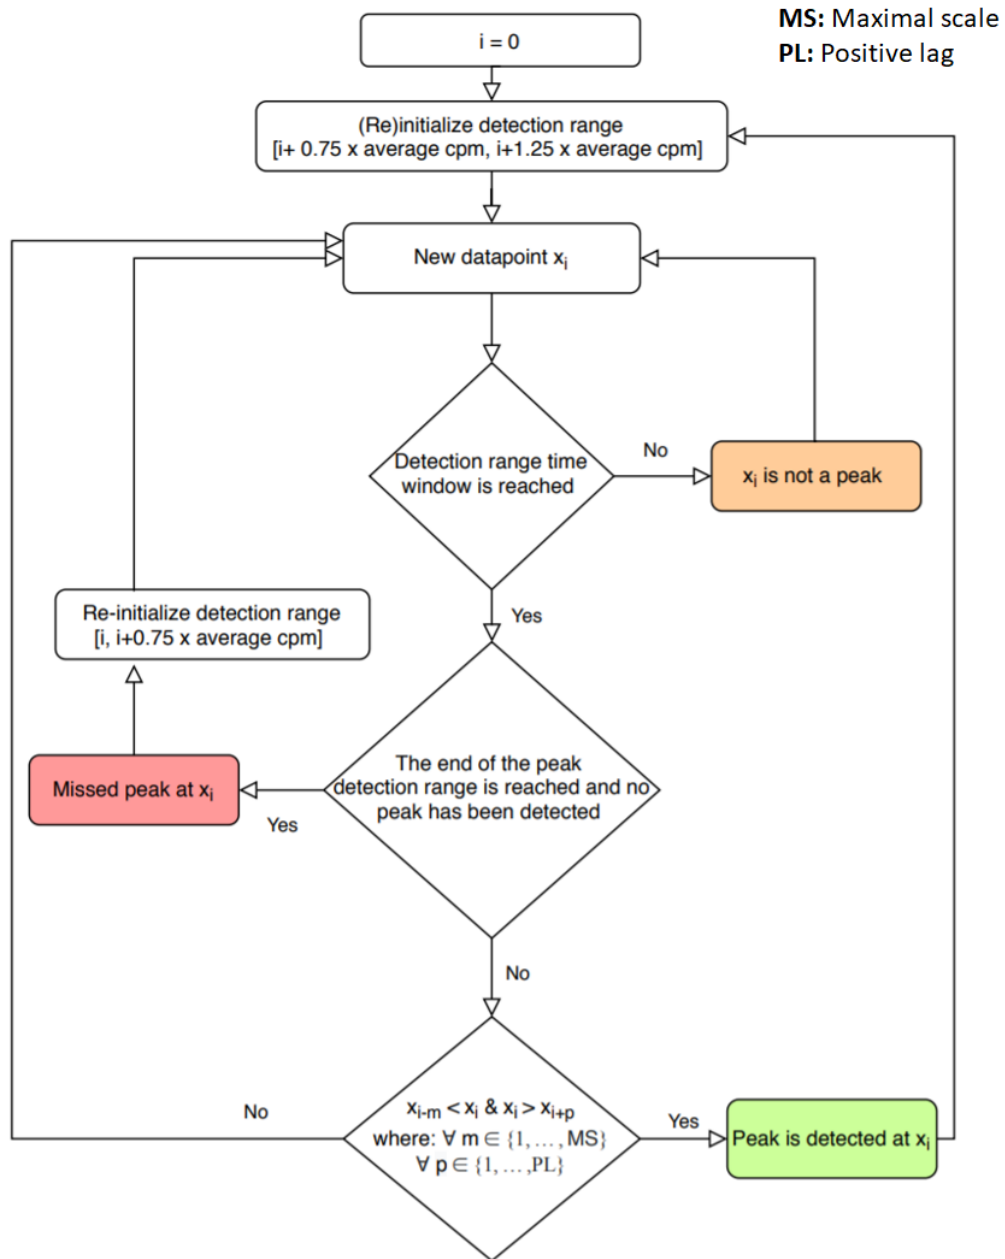 MS: Maximal scale
PL: Positive lag
i = 0
(Re)initialize detection range
[i+ 0.75 x average cpm, i+1.25 x average cpm]
New datapoint xi
Detection range time
window is reached
No
xi is not a peak
Yes
Re-initialize detection range
[i, i+0.75 x average cpm]
The end of the peak
detection range is reached and no
peak has been detected
Missed peak at xi
Yes
No
xi-m < xi & xi > xi+p
where: ∀ m ∈ {1, ... , MS}
∀ p ∈ {1, ... ,PL}
No
Yes
Peak is detected at xi